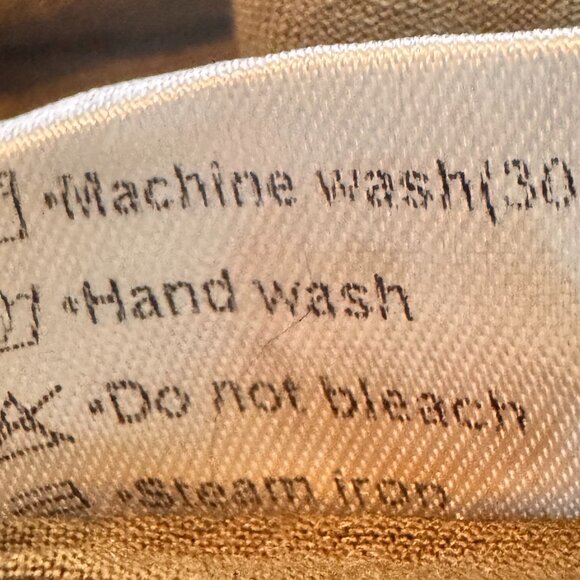 •Machine wash(30
•Hand wash
•Do not bleach
•steam iron